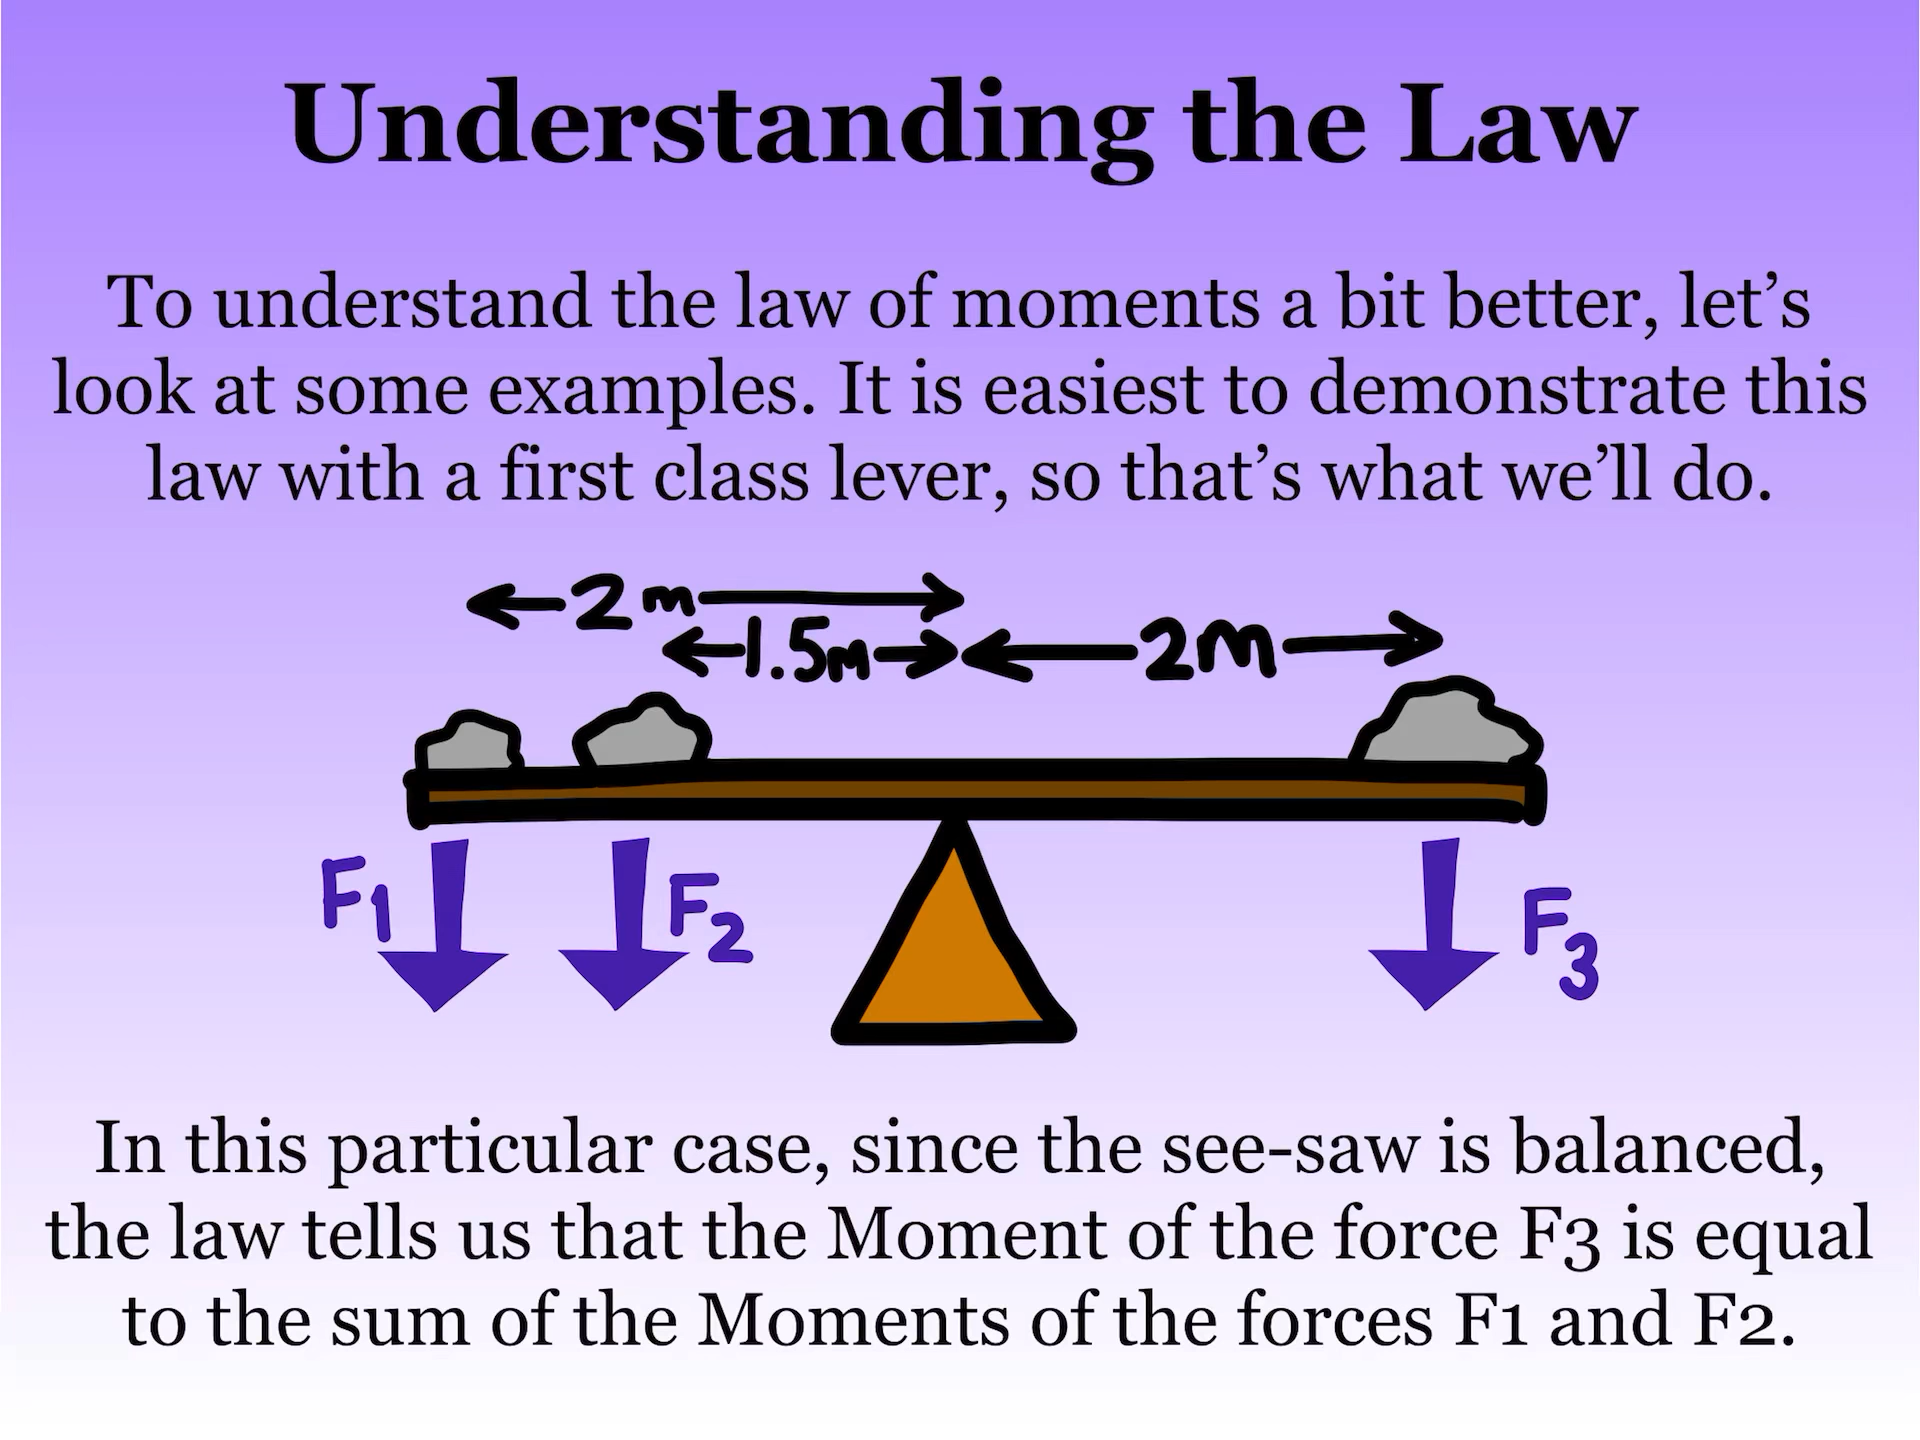 Understanding the Law
To understand the law of moments a bit better, let’s
look at some examples. It is easiest to demonstrate this
law with a first class lever, so that’s what we’ll do.
2m
1.5m
2m
F1
F2
F3
In this particular case, since the see-saw is balanced,
the law tells us that the Moment of the force F3 is equal
to the sum of the Moments of the forces F1 and F2.